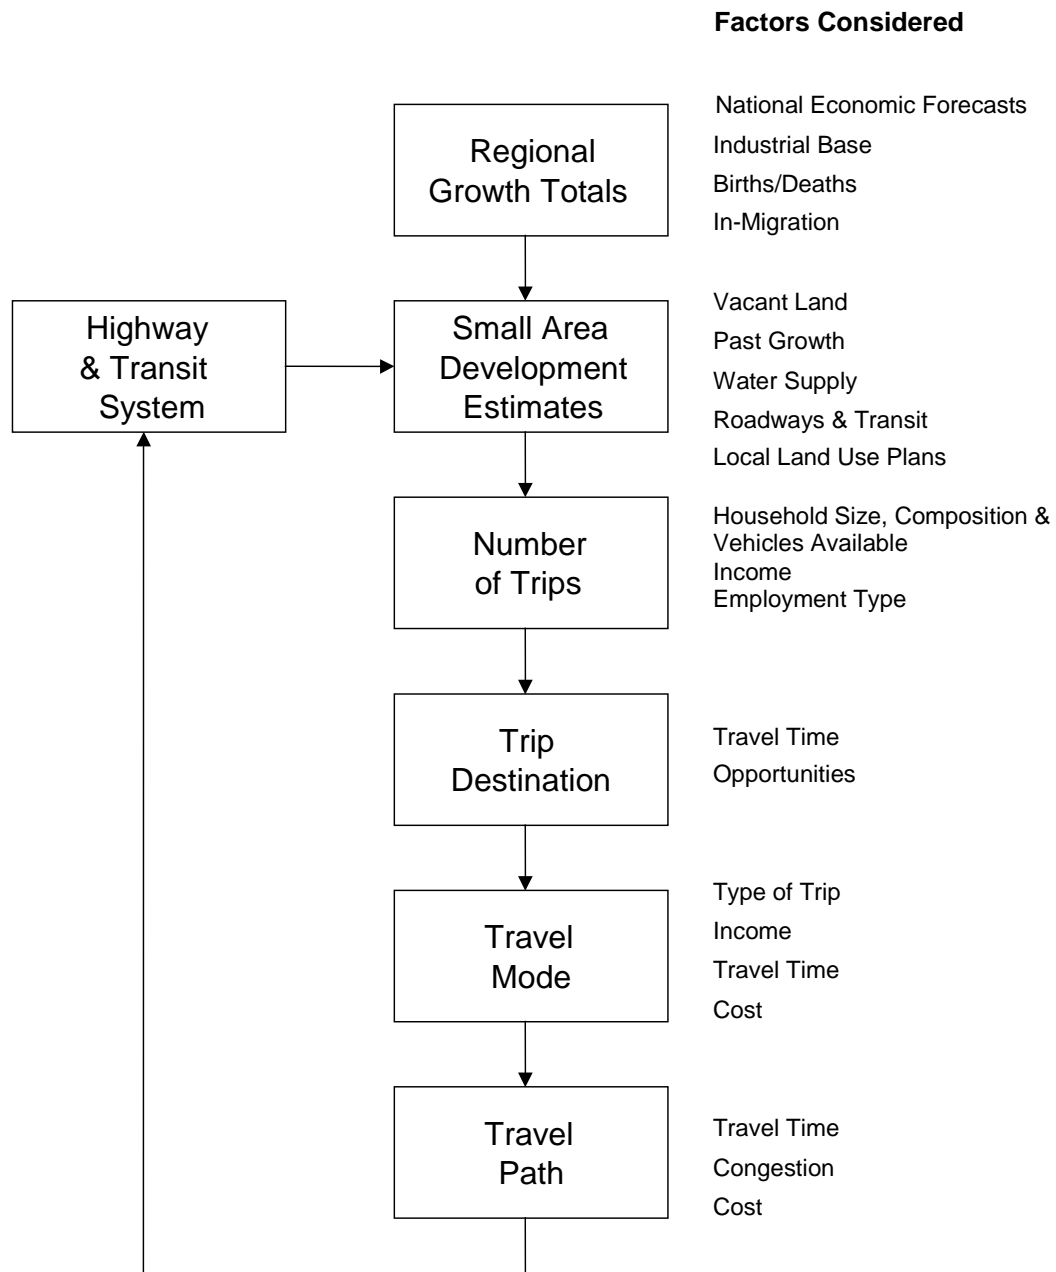 Factors Considered
Regional
Growth Totals
National Economic Forecasts
Industrial Base
Births/Deaths
In-Migration
Highway
& Transit
System
Small Area
Development
Estimates
Vacant Land
Past Growth
Water Supply
Roadways & Transit
Local Land Use Plans
Number
of Trips
Household Size, Composition &
Vehicles Available
Income
Employment Type
Trip
Destination
Travel Time
Opportunities
Travel
Mode
Type of Trip
Income
Travel Time
Cost
Travel
Path
Travel Time
Congestion
Cost